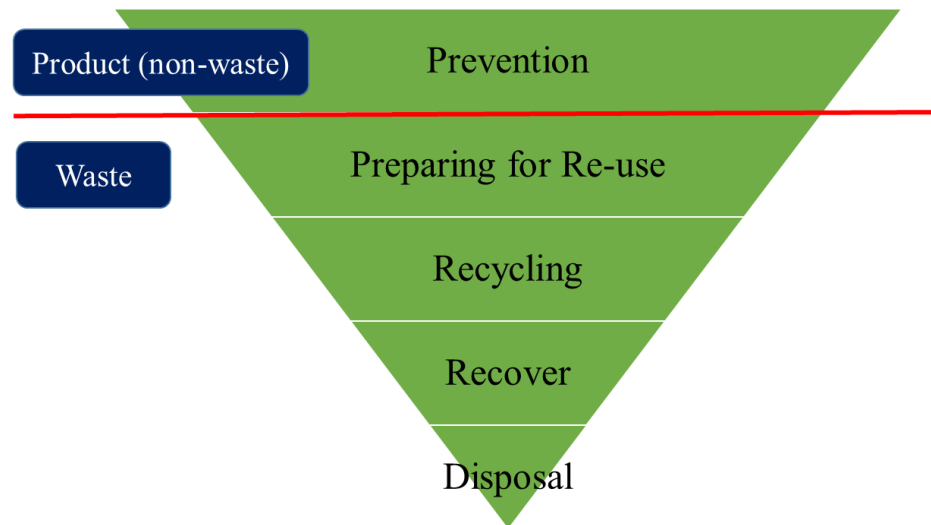 Product (non-waste)
Prevention
Waste
Preparing for Re-use
Recycling
Recover
Disposal